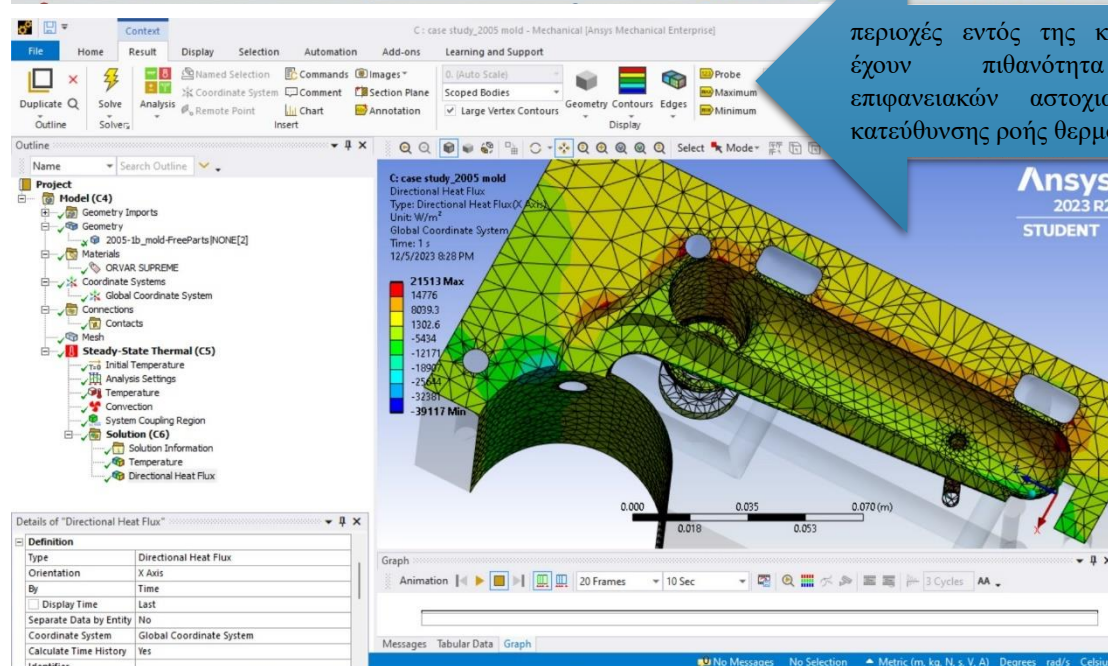 περιοχές εντός της
έχουν πιθανότητα
επιφανειακών
κατεύθυνσης ροής
Context
C : case study_2005 mold - Mechanical [Ansys Mechanical Enterprise]
File Home Result Display Selection Automation Add-ons Learning and Support
Duplicate Q Solve Analysis
Named Selection Commands Images
Coordinate System Comment Section Plane
Remote Point Chart Annotation
0. (Auto Scale)
Scoped Bodies
Large Vertex Contours
Geometry Contours Edges
Probe
Maximum
Minimum
Outline Solver Insert Display
Outline
Name Search Outline
Select Mode
Project
Model (C4)
Geometry Imports
Geometry
2005-1b_mold-FreeParts|NONE[2]
Materials
ORVAR SUPREME
Coordinate Systems
Global Coordinate System
Connections
Contacts
Mesh
Steady-State Thermal (C5)
Initial Temperature
Analysis Settings
Temperature
Convection
System Coupling Region
Solution (C6)
Solution Information
Temperature
Directional Heat Flux
C: case study_2005 mold
Directional Heat Flux
Type: Directional Heat Flux(X Axis)
Unit: W/m²
Global Coordinate System
Time: 1 s
12/5/2023 8:28 PM
21513 Max
14776
8039.3
1302.6
-5434
-12171
-32381
-39117 Min
Ansys
2023 R2
STUDENT
0.000 0.035 0.070 (m)
0.018 0.053
X
Details of "Directional Heat Flux"
Definition
Type Directional Heat Flux
Orientation X Axis
By Time
Display Time Last
Separate Data by Entity No
Coordinate System Global Coordinate System
Calculate Time History Yes
Identifier
Graph
Animation 20 Frames 10 Sec 3 Cycles AA
Messages Tabular Data Graph
No Messages No Selection Metric (m, kg, N, s, V, A) Degrees rad/s Celsius